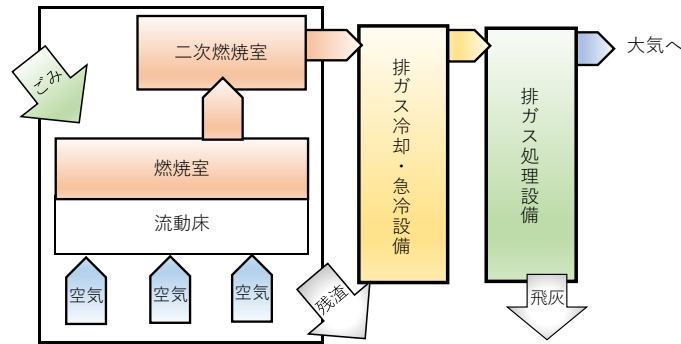 ごみ
二次燃焼室
燃焼室
流動床
空気
空気
空気
残渣
排ガス冷却・急冷設備
排ガス処理設備
飛灰
大気へ